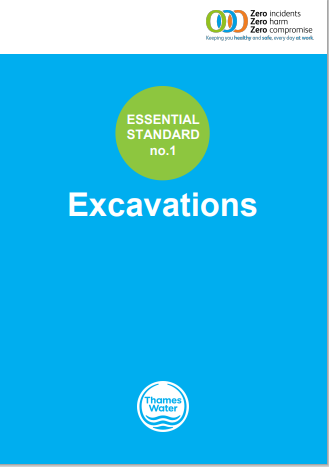 Zero incidents
Zero harm
Zero compromise
Keeping you healthy and safe, every day at work.
ESSENTIAL
STANDARD
no.1
Excavations
Thames
Water